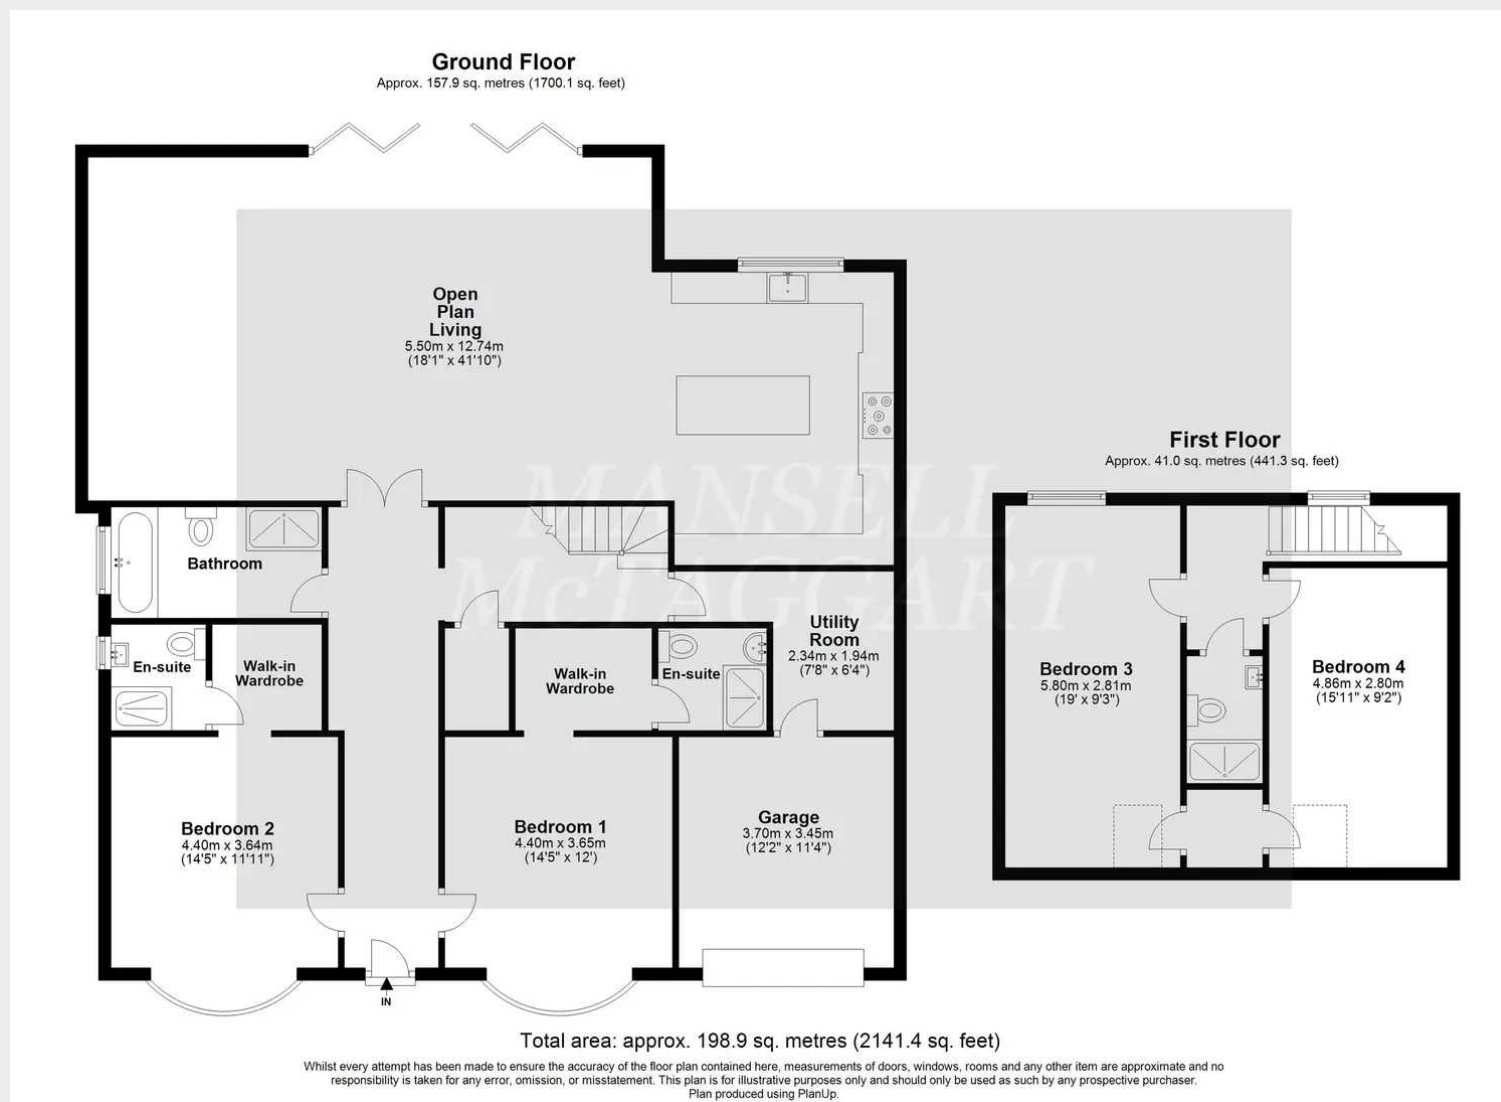 Ground Floor
Approx. 157.9 sq. metres (1700.1 sq. feet)
Open
Plan
Living
5.50m x 12.74m
(18'1" x 41'10")
First Floor
Approx. 41.0 sq. metres (441.3 sq. feet)
MANSELL
McTAGGART
Bathroom
En-suite
Walk-in
Wardrobe
Walk-in
Wardrobe
En-suite
Utility
Room
2.34m x 1.94m
(7'8" x 6'4")
Bedroom 3
5.80m x 2.81m
(19' x 9'3")
Bedroom 4
4.86m x 2.80m
(15'11" x 9'2")
Bedroom 2
4.40m x 3.64m
(14'5" x 11'11")
Bedroom 1
4.40m x 3.65m
(14'5" x 12')
Garage
3.70m x 3.45m
(12'2" x 11'4")
IN
Total area: approx. 198.9 sq. metres (2141.4 sq. feet)
Whilst every attempt has been made to ensure the accuracy of the floor plan contained here, measurements of doors, windows, rooms and any other item are approximate and no
responsibility is taken for any error, omission, or misstatement. This plan is for illustrative purposes only and should only be used as such by any prospective purchaser.
Plan produced using PlanUp.